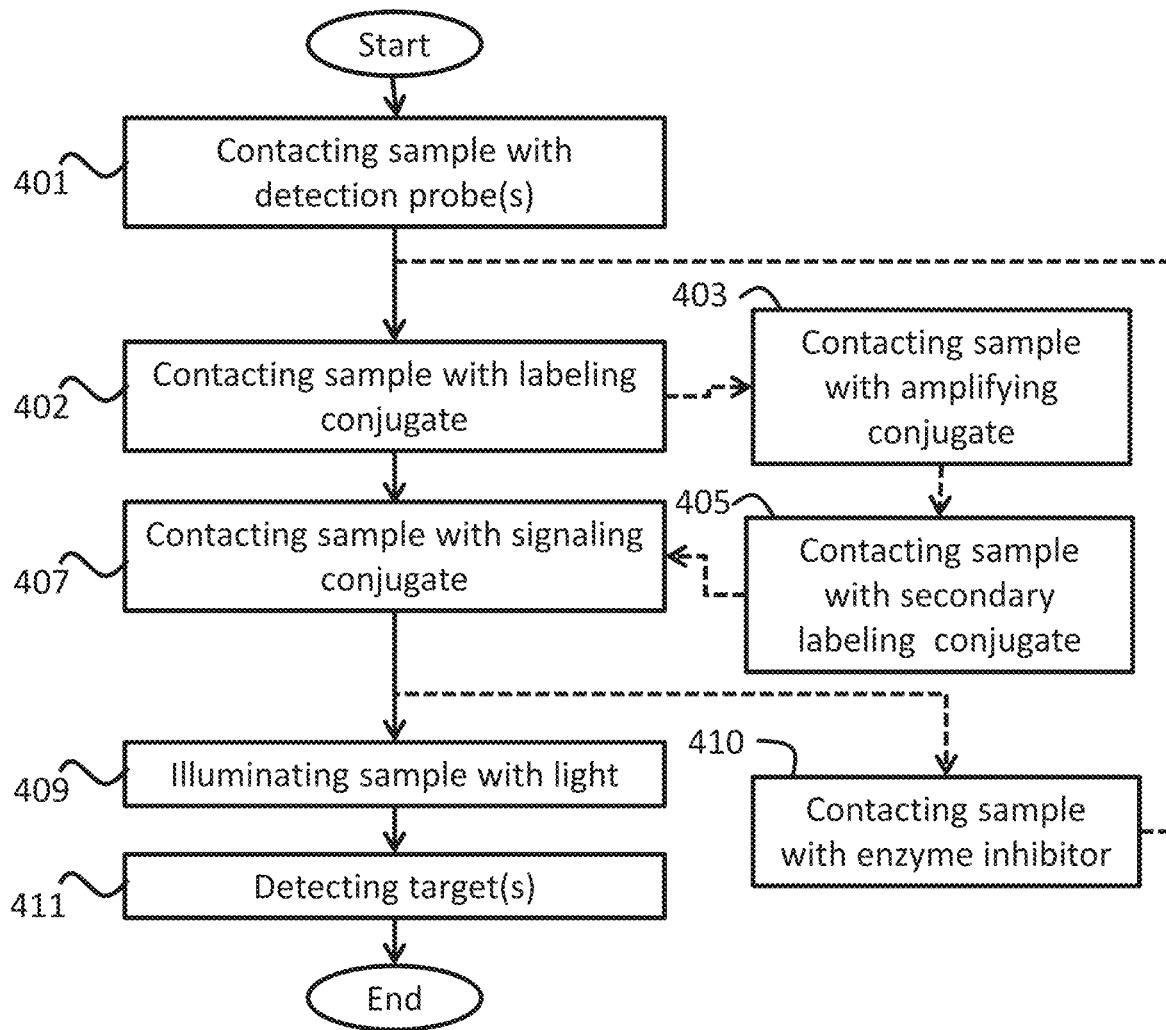 Start
401
Contacting sample with
detection probe(s)
402
Contacting sample with labeling
conjugate
403
Contacting sample
with amplifying
conjugate
405
Contacting sample
with secondary
labeling conjugate
407
Contacting sample with signaling
conjugate
409
Illuminating sample with light
410
Contacting sample
with enzyme inhibitor
411
Detecting target(s)
End